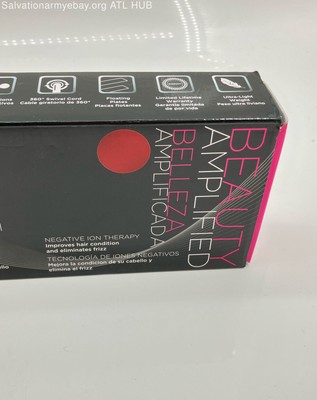 Salvationarmyebay.org ATL HUB
360° Swivel Cord
Cable giratorio de 360°
Floating
Plates
Placas flotantes
Limited Lifetime
Warranty
Garantía limitada
de por vida
Ultra-Light
Weight
Peso ultra liviano
BEAUTY
AMPLIFIED
BELLEZA
AMPLIFICADA
NEGATIVE ION THERAPY
Improves hair condition
and eliminates frizz
TECNOLOGÍA DE IONES NEGATIVOS
Mejora la condición de su cabello y
elimina el frizz